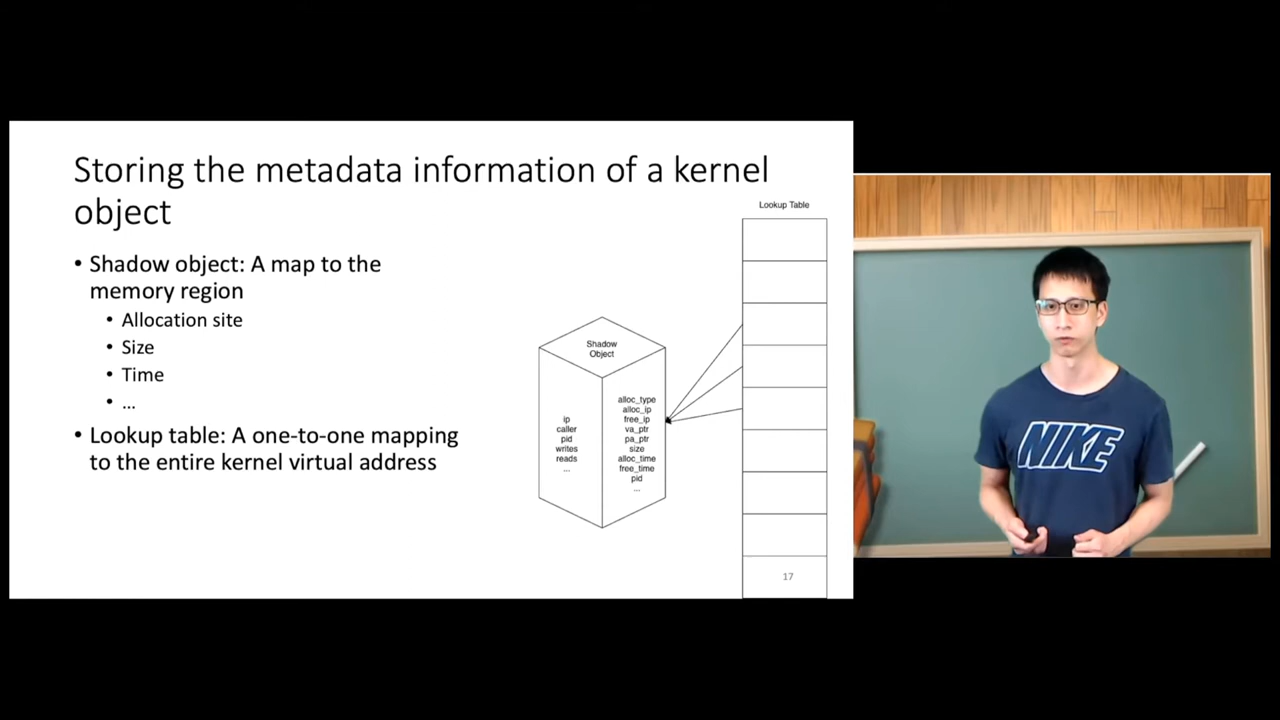 Storing the metadata information of a kernel
object
• Shadow object: A map to the
memory region
• Allocation site
• Size
• Time
• ...
• Lookup table: A one-to-one mapping
to the entire kernel virtual address
Shadow
Object
ip
caller
pid
writes
reads
...
alloc_type
alloc_ip
free_ip
va_ptr
pa_ptr
size
alloc_time
free_time
pid
...
Lookup Table
17
NIKE